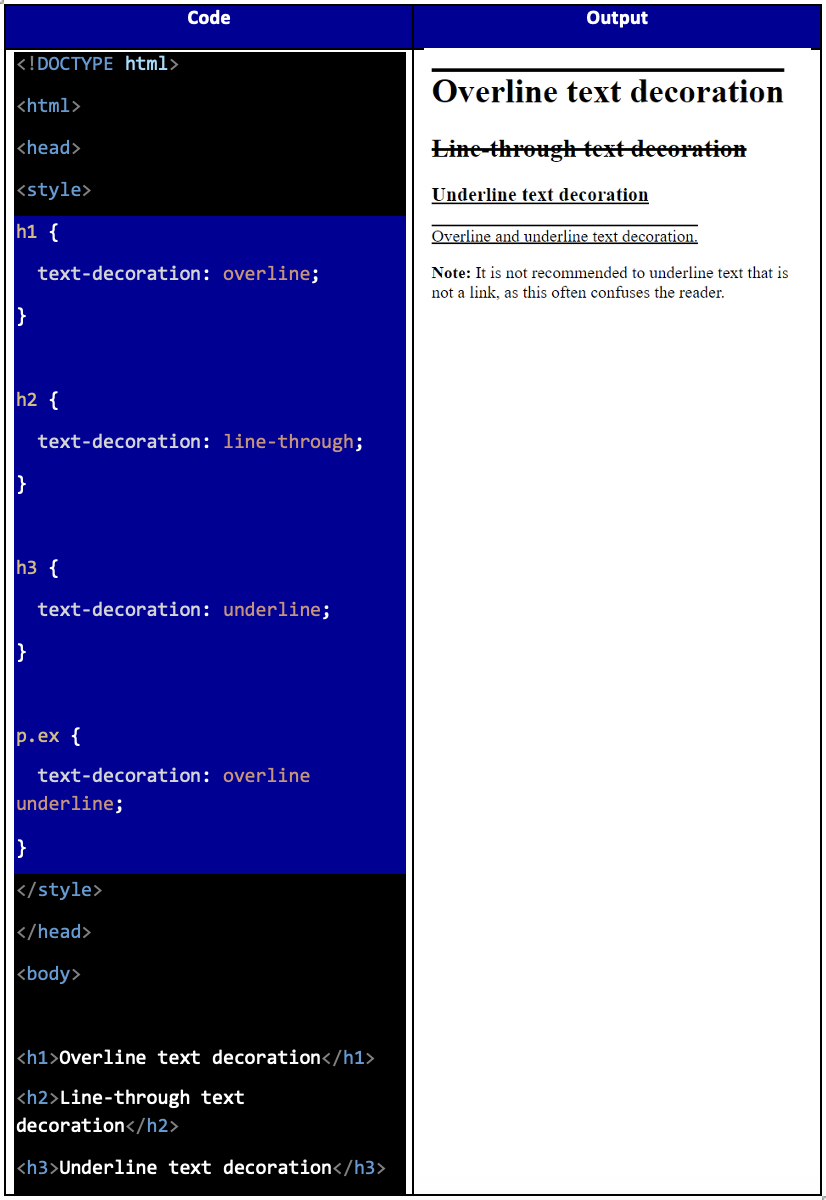 Code
<!DOCTYPE html>
<html>
<head>
<style>
h1 {
  text-decoration: overline;
}
h2 {
  text-decoration: line-through;
}
h3 {
  text-decoration: underline;
}
p.ex {
  text-decoration: overline
underline;
}
</style>
</head>
<body>
<h1>Overline text decoration</h1>
<h2>Line-through text
decoration</h2>
<h3>Underline text decoration</h3>
Output
Overline text decoration
Line-through text decoration
Underline text decoration
Overline and underline text decoration.
Note: It is not recommended to underline text that is
not a link, as this often confuses the reader.